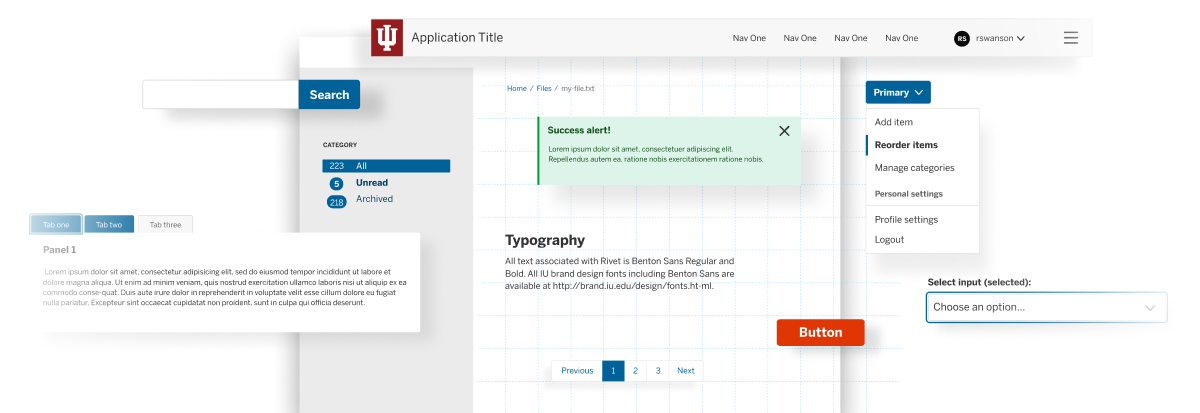 Application Title
Nav One
Nav One
Nav One
Nav One
RS
rswanson
Search
CATEGORY
223 All
5 Unread
218 Archived
Tab one
Tab two
Tab three
Panel 1
Lorem ipsum dolor sit amet, consectetur adipisicing elit, sed do eiusmod tempor incididunt ut labore et
dolore magna aliqua. Ut enim ad minim veniam, quis nostrud exercitation ullamco laboris nisi ut aliquip ex ea
commodo conse-quat. Duis aute irure dolor in reprehenderit in voluptate velit esse cillum dolore eu fugiat
nulla pariatur. Excepteur sint occaecat cupidatat non proident, sunt in culpa qui officia deserunt.
Home / Files / my-file.txt
Success alert!
Lorem ipsum dolor sit amet, consectetuer adipiscing elit.
Repellendus autem ea, ratione nobis exercitationem ratione nobis.
Typography
All text associated with Rivet is Benton Sans Regular and
Bold. All IU brand design fonts including Benton Sans are
available at http://brand.iu.edu/design/fonts.ht-ml.
Button
Previous 1 2 3 Next
Primary
Add item
Reorder items
Manage categories
Personal settings
Profile settings
Logout
Select input (selected):
Choose an option...